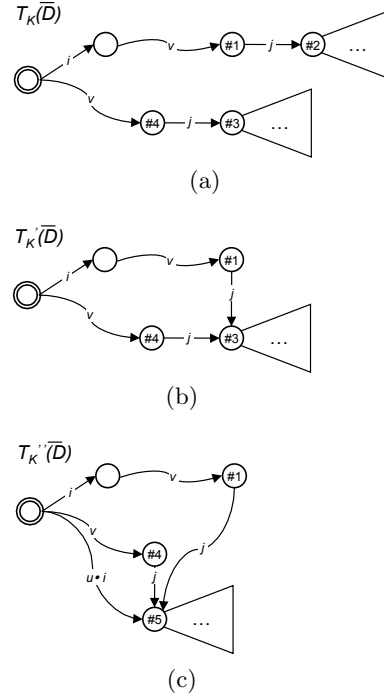 T_K(D̅)
i v #1 j #2 ...
v #4 j #3 ...
(a)
T_K'(D̅)
i v #1
j
v #4 j #3 ...
(b)
T_K''(D̅)
i v #1
v #4 j
u•i j
#5 ...
(c)